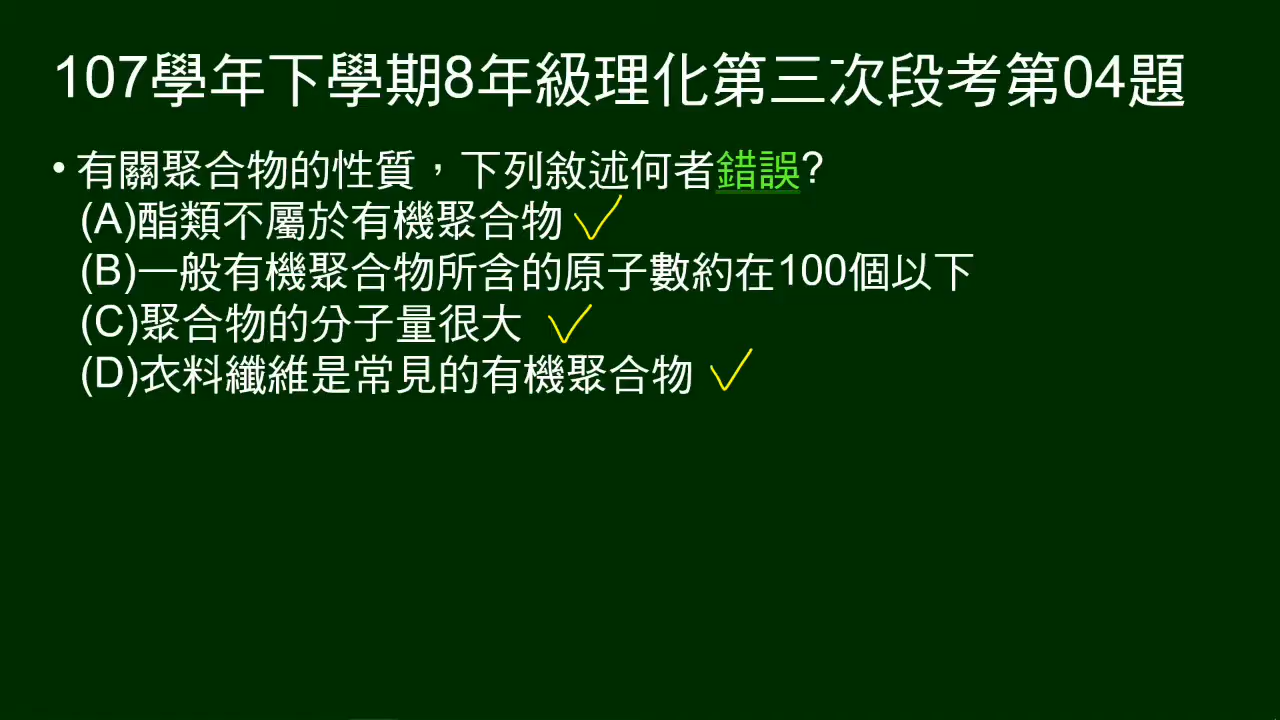 107學年下學期8年級理化第三次段考第04題
• 有關聚合物的性質，下列敘述何者錯誤?
(A)酯類不屬於有機聚合物 ✓
(B)一般有機聚合物所含的原子數約在100個以下
(C)聚合物的分子量很大 ✓
(D)衣料纖維是常見的有機聚合物 ✓